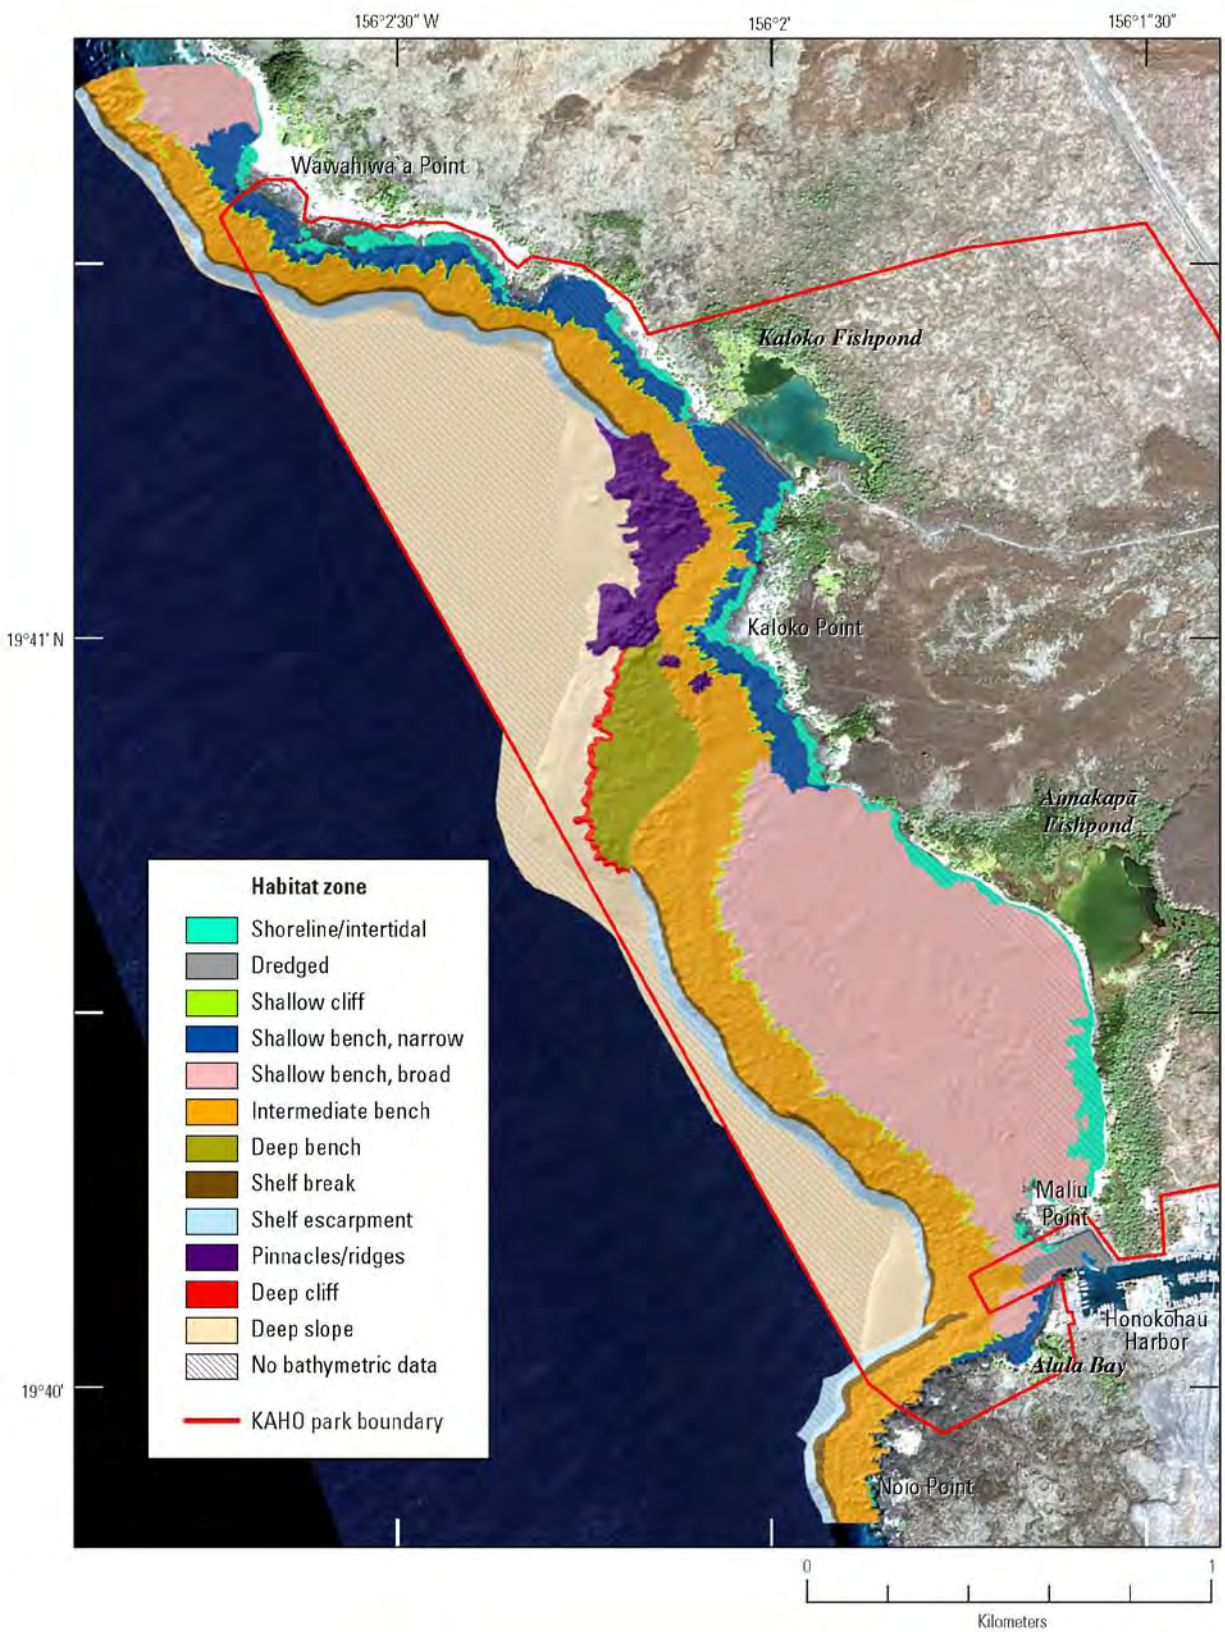 156°2'30" W
156°2'
156°1'30"
Wawahiwa`a Point
Kaloko Fishpond
19°41' N
Kaloko Point
Aimakapā
Fishpond
Habitat zone
Shoreline/intertidal
Dredged
Shallow cliff
Shallow bench, narrow
Shallow bench, broad
Intermediate bench
Deep bench
Shelf break
Shelf escarpment
Pinnacles/ridges
Deep cliff
Deep slope
No bathymetric data
KAHO park boundary
Maliu
Point
Honokōhau
Harbor
Alula Bay
19°40'
Noio Point
0
1
Kilometers